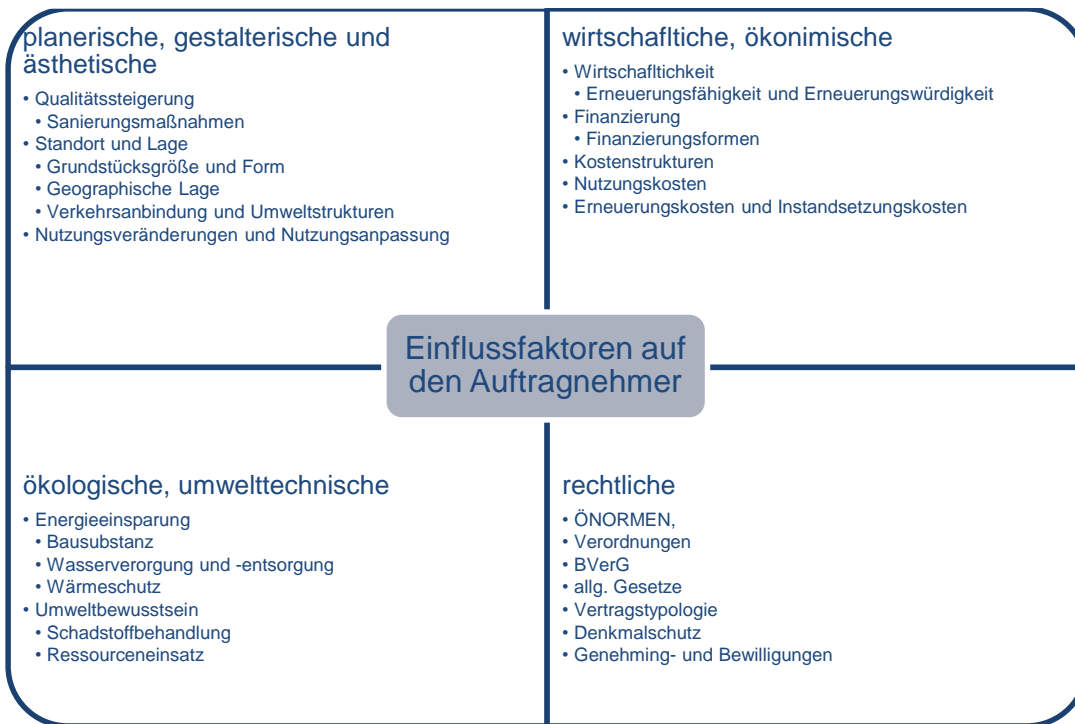 planerische, gestalterische und
ästhetische
• Qualitätssteigerung
• Sanierungsmaßnahmen
• Standort und Lage
• Grundstücksgröße und Form
• Geographische Lage
• Verkehrsanbindung und Umweltstrukturen
• Nutzungsveränderungen und Nutzungsanpassung
wirtschafltiche, ökonimische
• Wirtschafltichkeit
• Erneuerungsfähigkeit und Erneuerungswürdigkeit
• Finanzierung
• Finanzierungsformen
• Kostenstrukturen
• Nutzungskosten
• Erneuerungskosten und Instandsetzungskosten
Einflussfaktoren auf
den Auftragnehmer
ökologische, umwelttechnische
• Energieeinsparung
• Bausubstanz
• Wasserverorgung und -entsorgung
• Wärmeschutz
• Umweltbewusstsein
• Schadstoffbehandlung
• Ressourceneinsatz
rechtliche
• ÖNORMEN,
• Verordnungen
• BVerG
• allg. Gesetze
• Vertragstypologie
• Denkmalschutz
• Genehming- und Bewilligungen